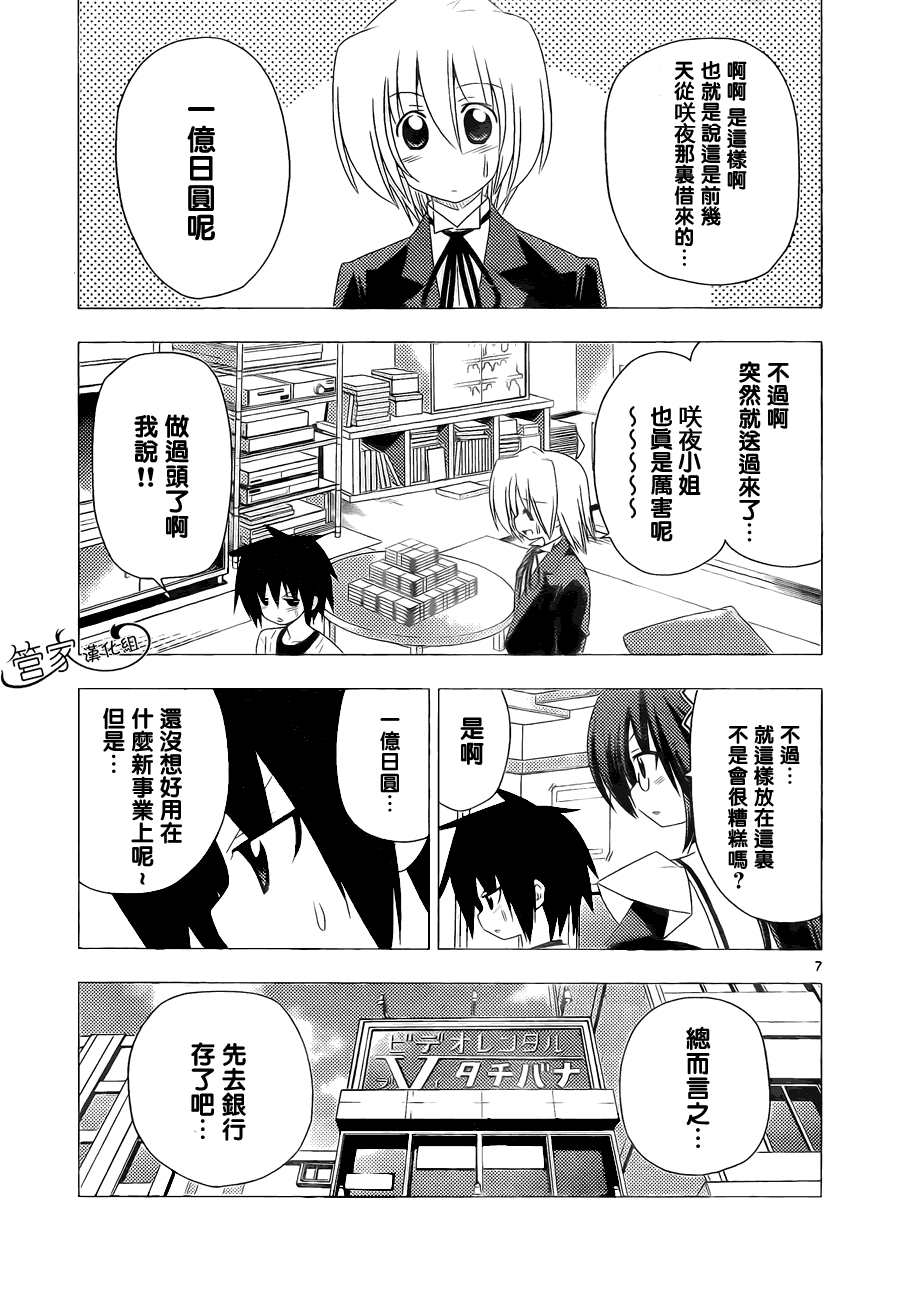 啊啊 是這樣啊
也就是說這是前幾
天從咲夜那裏借來的…
一億日圓呢
不過啊
突然就送過來了…
咲夜小姐
也真是厲害呢
～～～～～
做過頭了啊
我說!!
管家
漢化組
不過…
就這樣放在這裏
不是會很糟糕嗎?
是啊
一億日圓…
還沒想好用在
什麼新事業上呢~
但是…
7
總而言之…
ビデオレンタル
V タチバナ
先去銀行
存了吧…